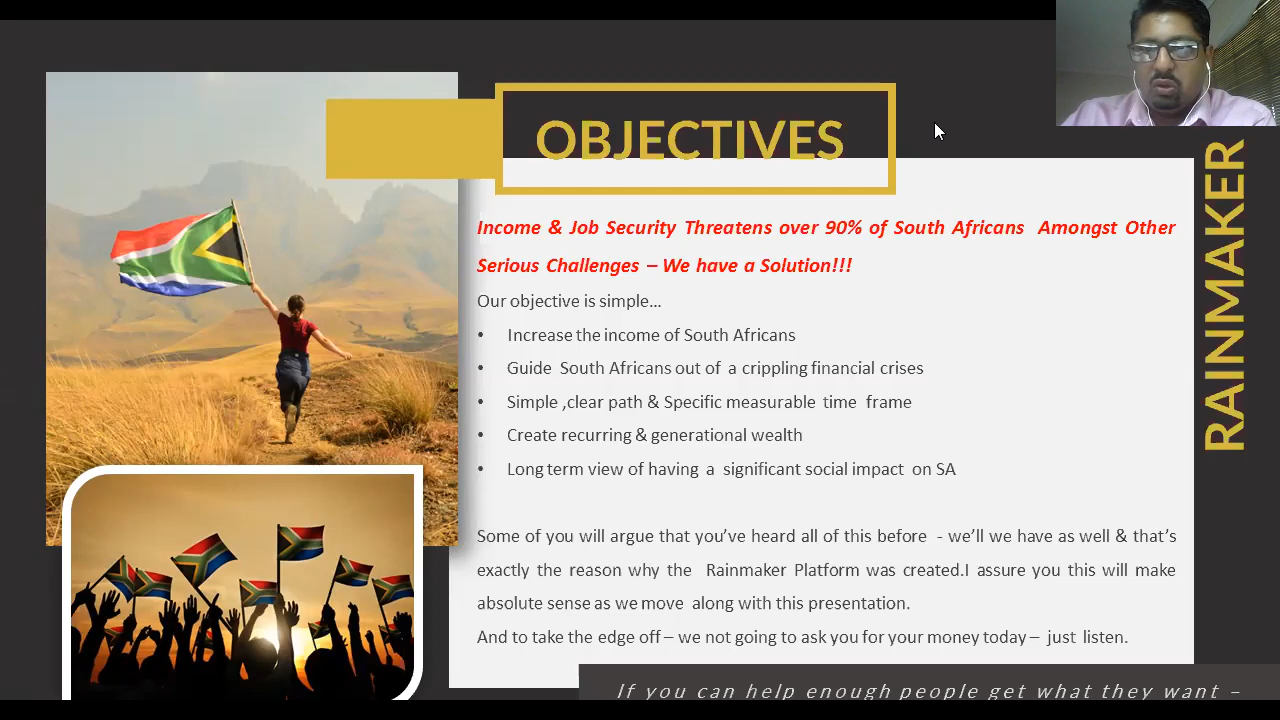 OBJECTIVES
RAINMAKER
Income & Job Security Threatens over 90% of South Africans Amongst Other
Serious Challenges – We have a Solution!!!
Our objective is simple…
• Increase the income of South Africans
• Guide South Africans out of a crippling financial crises
• Simple ,clear path & Specific measurable time frame
• Create recurring & generational wealth
• Long term view of having a significant social impact on SA
Some of you will argue that you’ve heard all of this before - we’ll we have as well & that’s
exactly the reason why the Rainmaker Platform was created.I assure you this will make
absolute sense as we move along with this presentation.
And to take the edge off – we not going to ask you for your money today – just listen.
If you can help enough people get what they want –